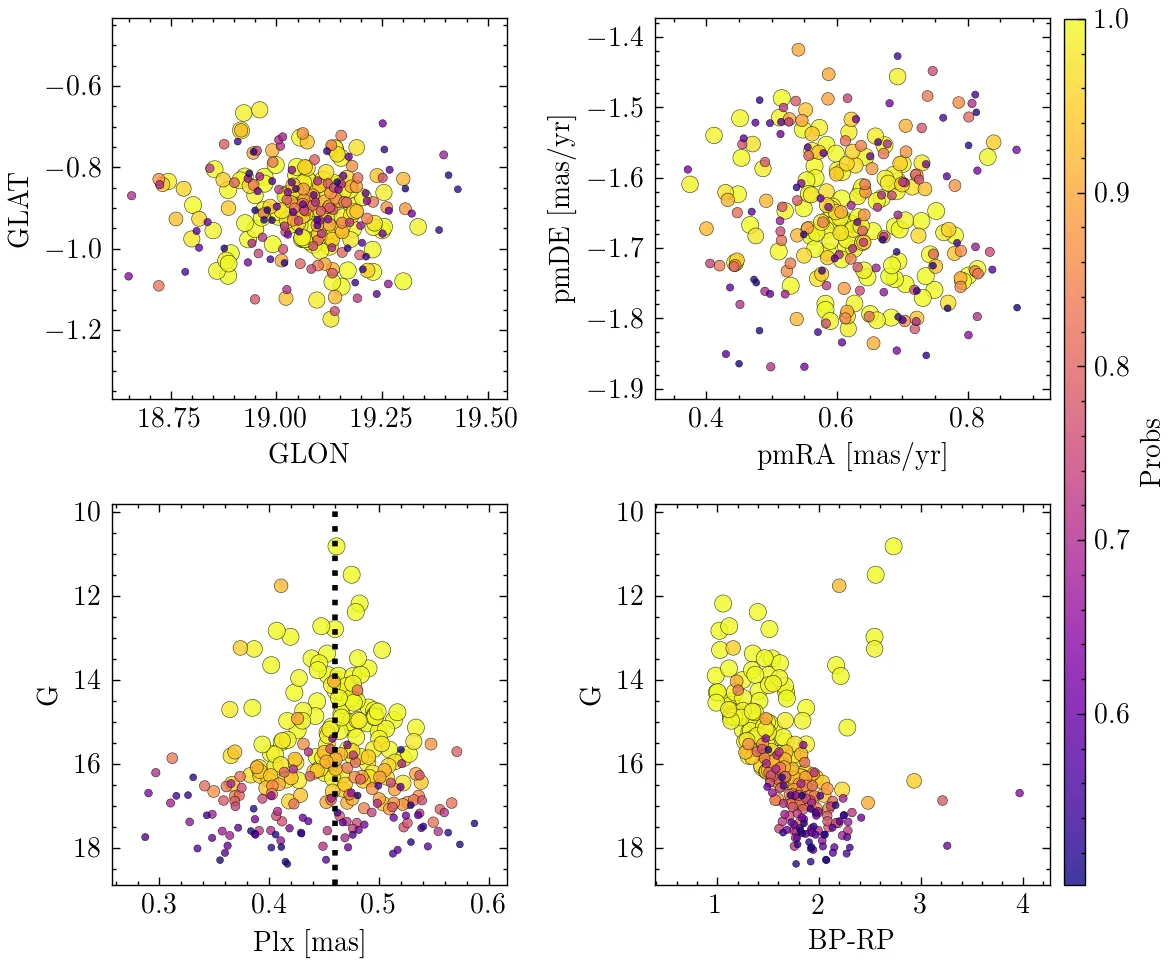 −0.6
−0.8
−1.0
−1.2
GLAT
18.75 19.00 19.25 19.50
GLON
−1.4
−1.5
−1.6
−1.7
−1.8
−1.9
pmDE [mas/yr]
0.4 0.6 0.8
pmRA [mas/yr]
1.0
0.9
0.8
0.7
0.6
Probs
10
12
14
16
18
G
0.3 0.4 0.5 0.6
Plx [mas]
10
12
14
16
18
G
1 2 3 4
BP-RP